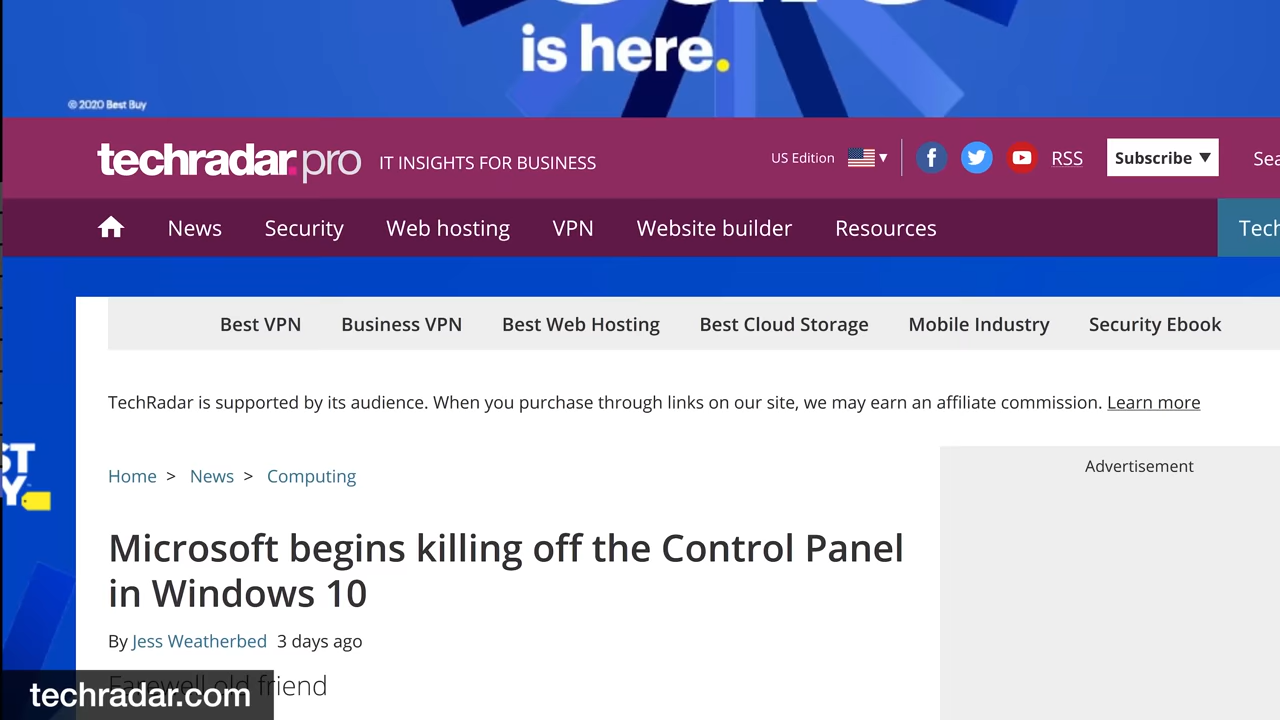 is here.
© 2020 Best Buy
techradar.pro IT INSIGHTS FOR BUSINESS
US Edition
RSS
Subscribe
News Security Web hosting VPN Website builder Resources
Best VPN Business VPN Best Web Hosting Best Cloud Storage Mobile Industry Security Ebook
TechRadar is supported by its audience. When you purchase through links on our site, we may earn an affiliate commission. Learn more
Advertisement
Home > News > Computing
Microsoft begins killing off the Control Panel
in Windows 10
By Jess Weatherbed 3 days ago
Farewell old friend
techradar.com